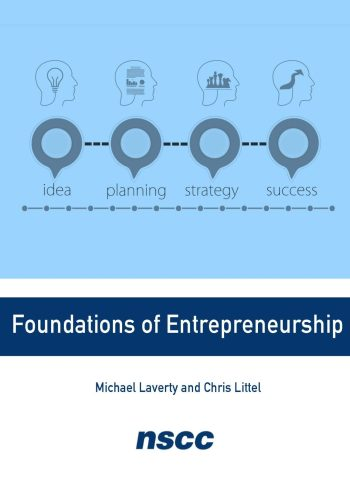 idea planning strategy success
Foundations of Entrepreneurship
Michael Laverty and Chris Littel
nscc